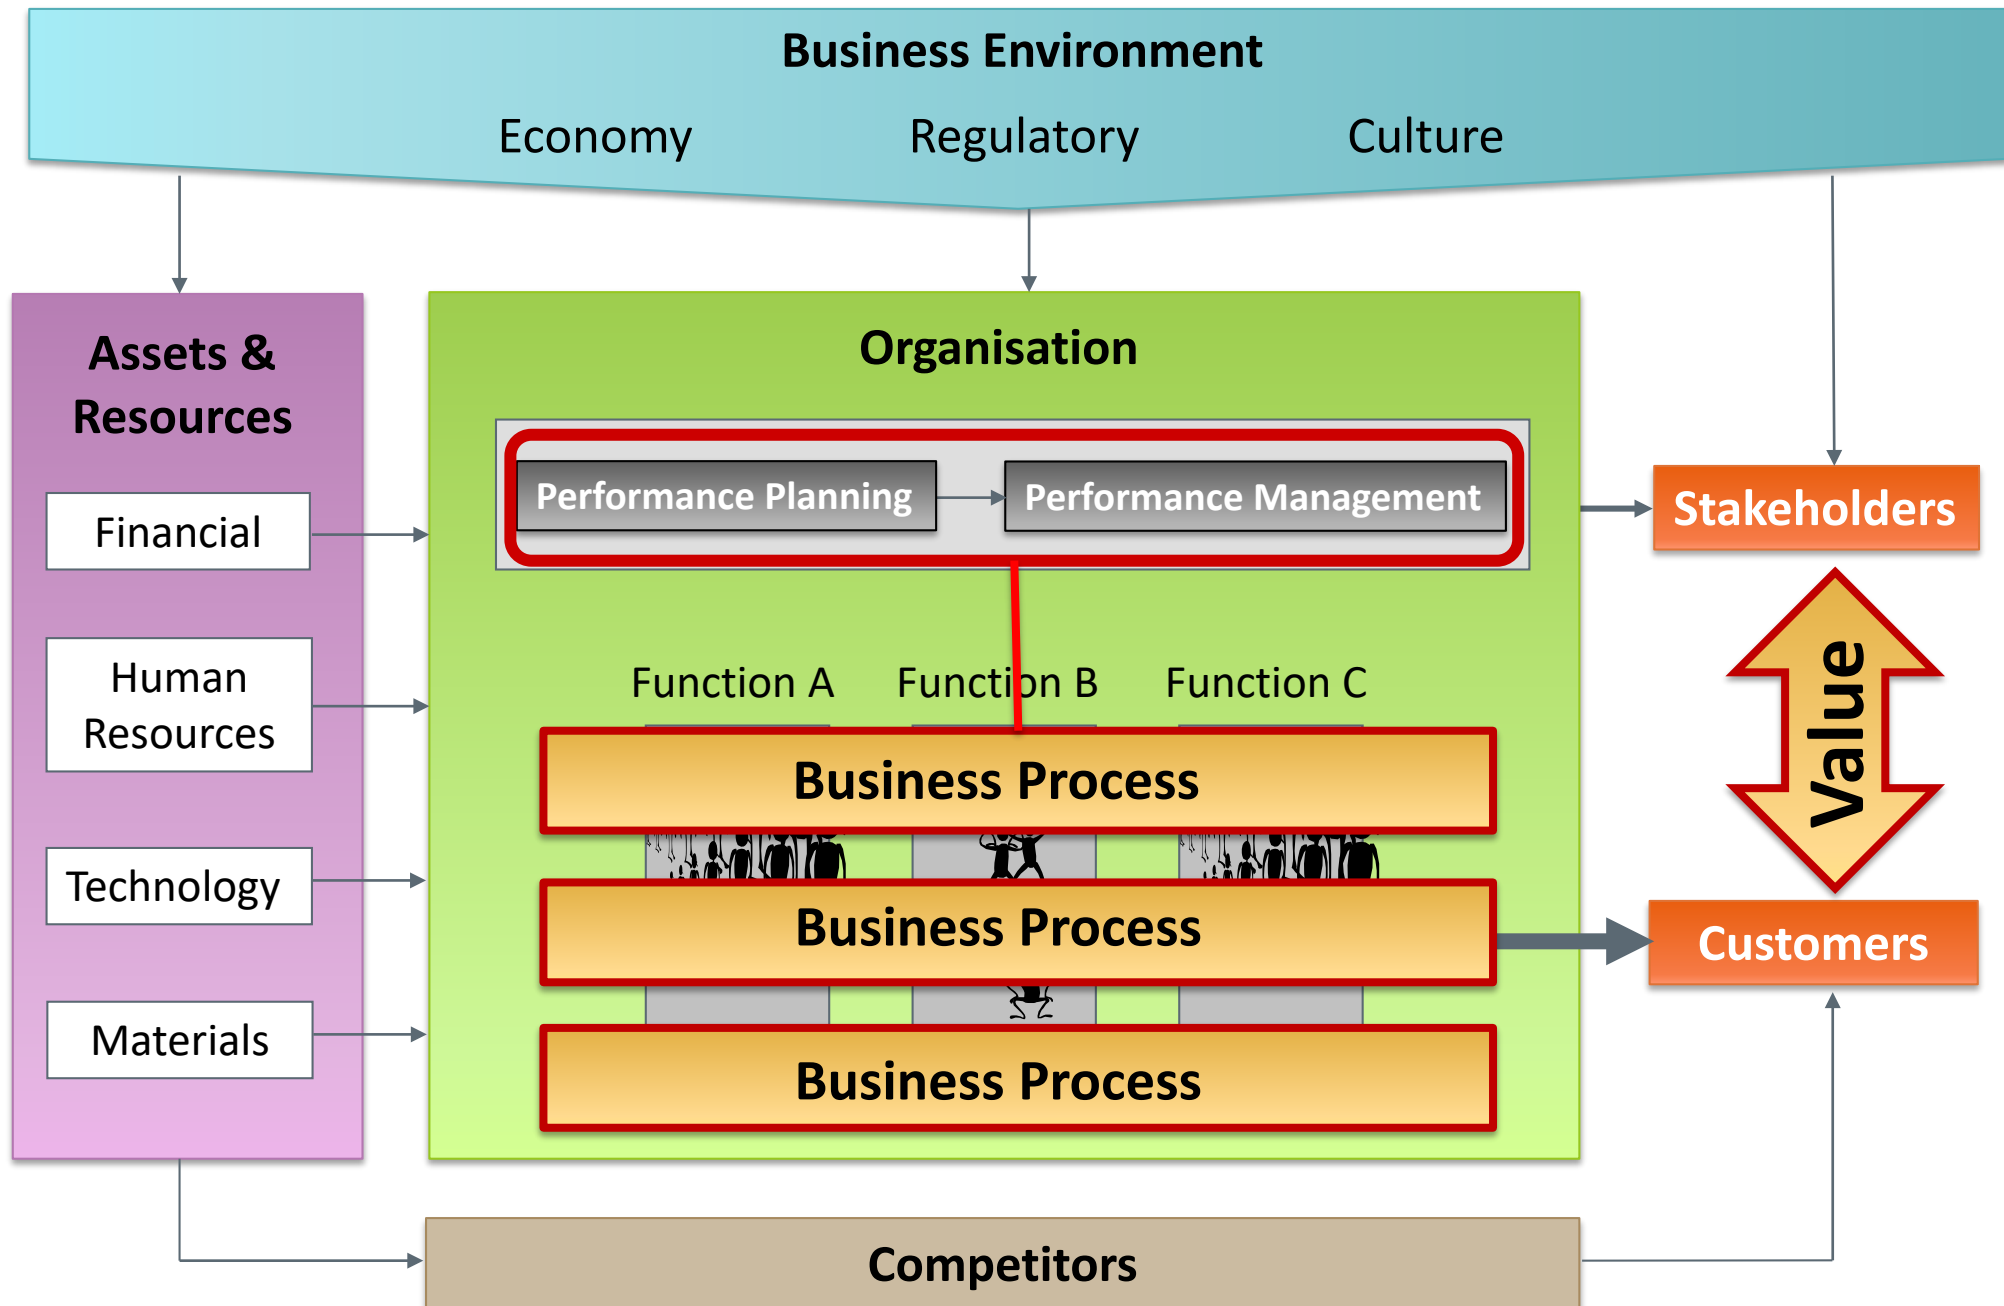 Business Environment
Economy
Regulatory
Culture
Assets &
Resources
Financial
Human
Resources
Technology
Materials
Organisation
Performance Planning
Performance Management
Function A
Function B
Function C
Business Process
Business Process
Business Process
Stakeholders
Value
Customers
Competitors